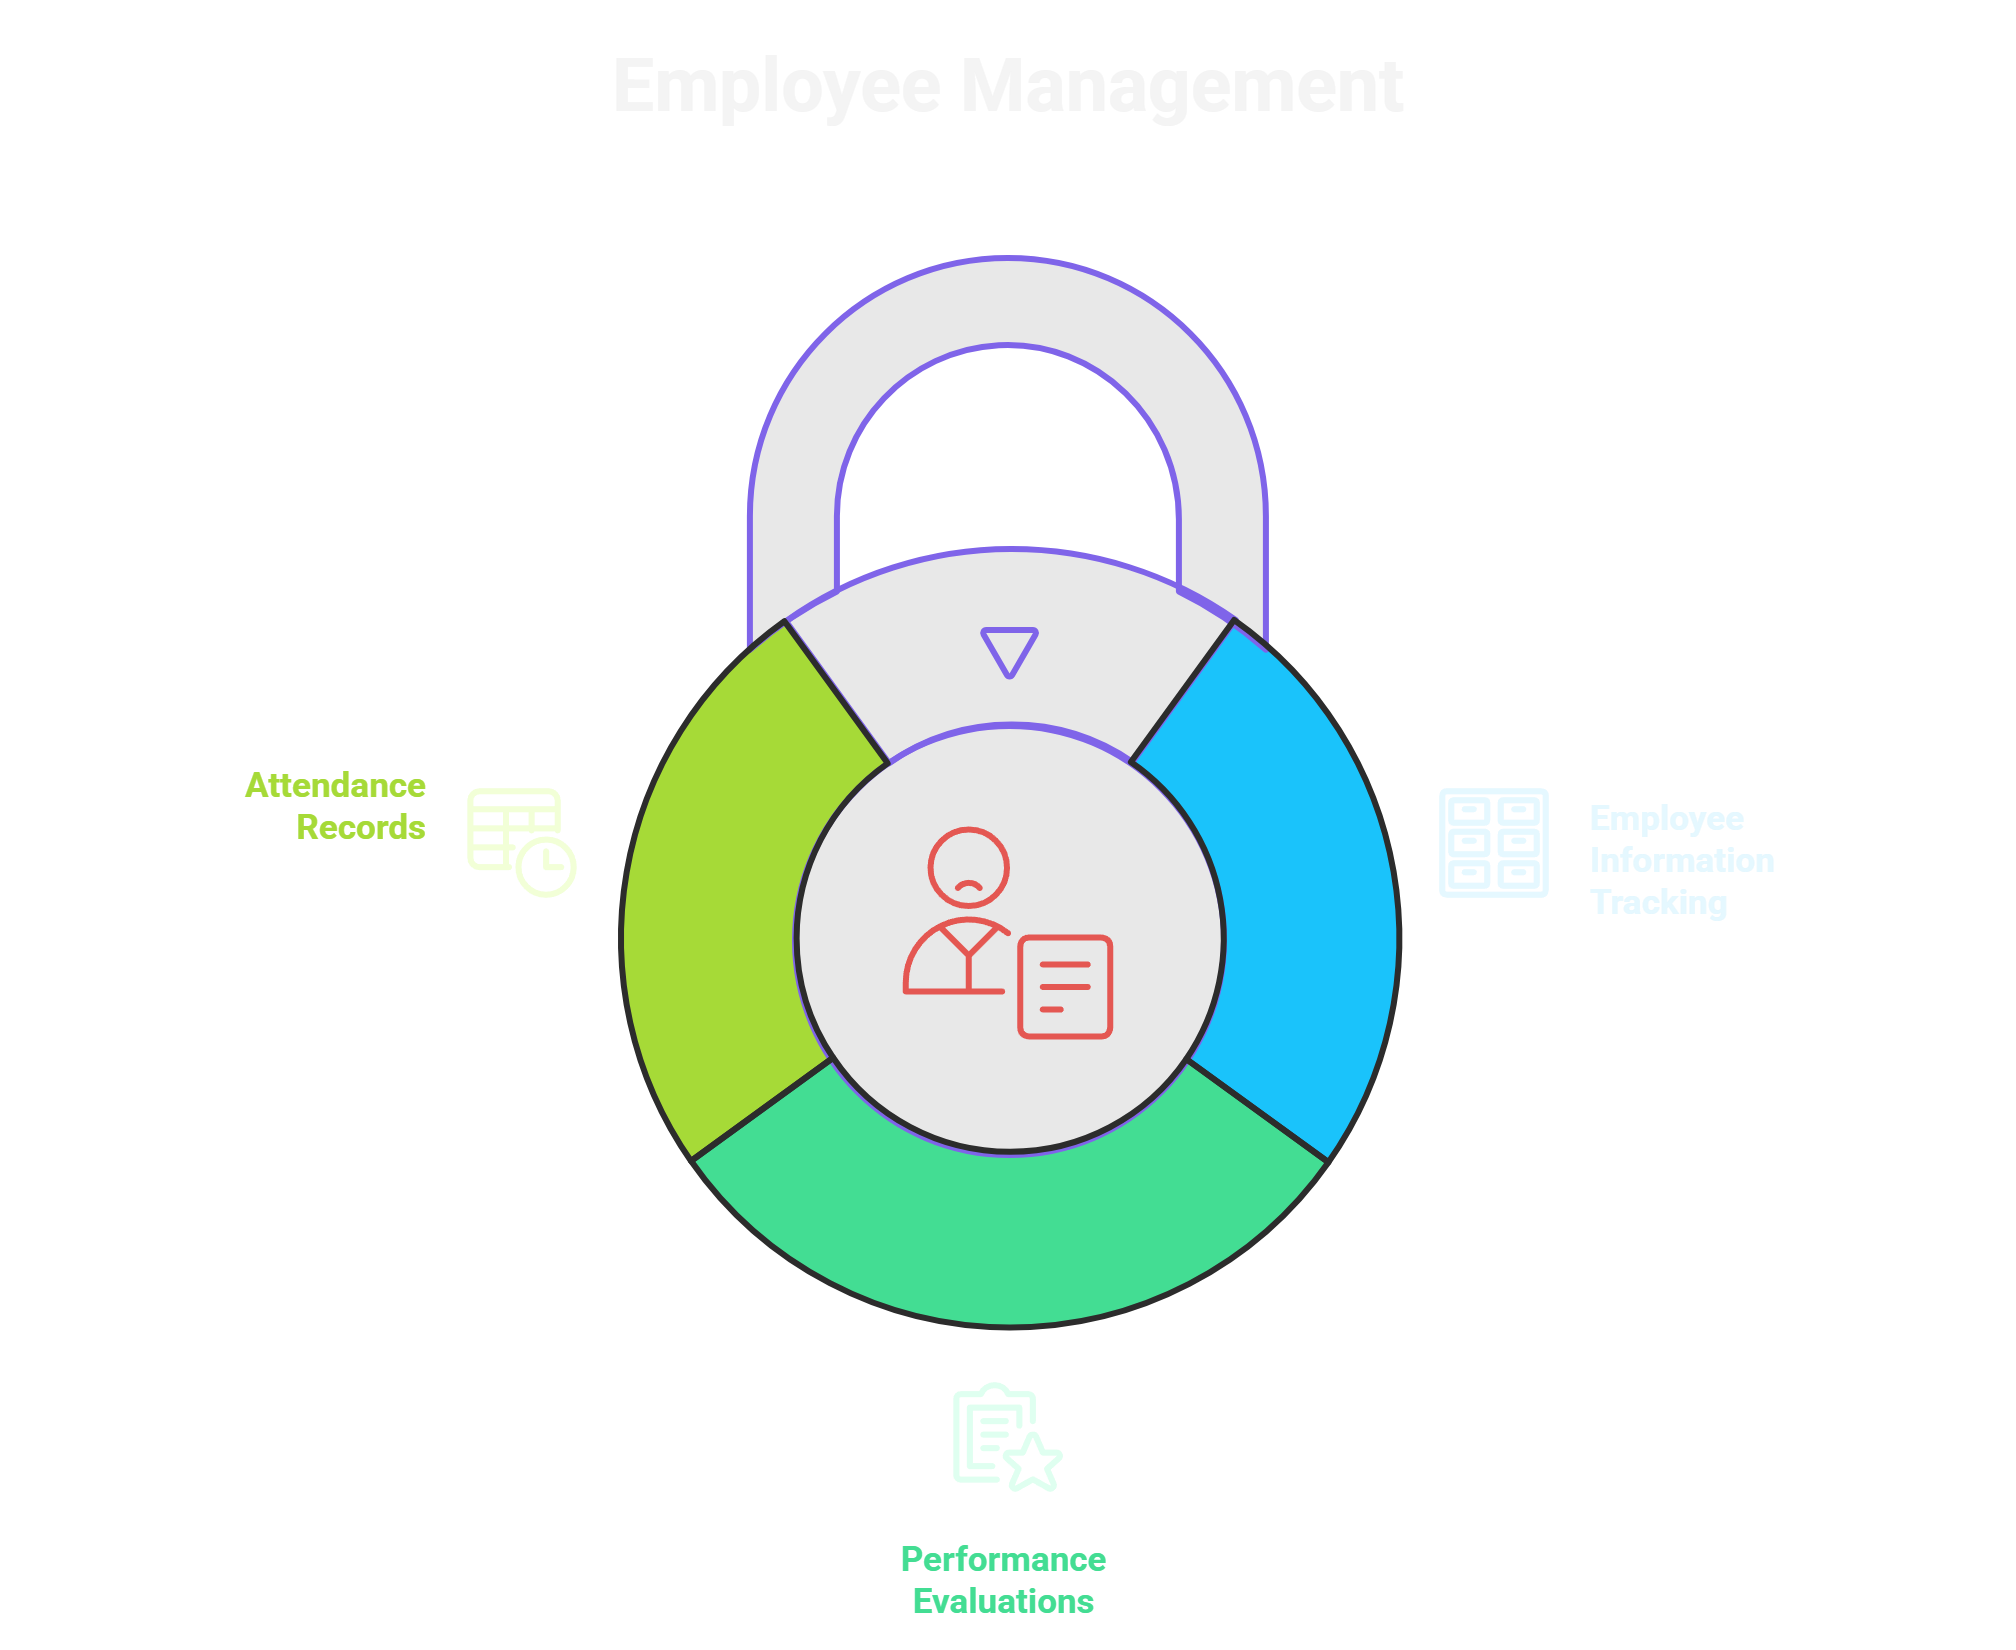 Employee Management
Attendance
Records
Employee
Information
Tracking
Performance
Evaluations